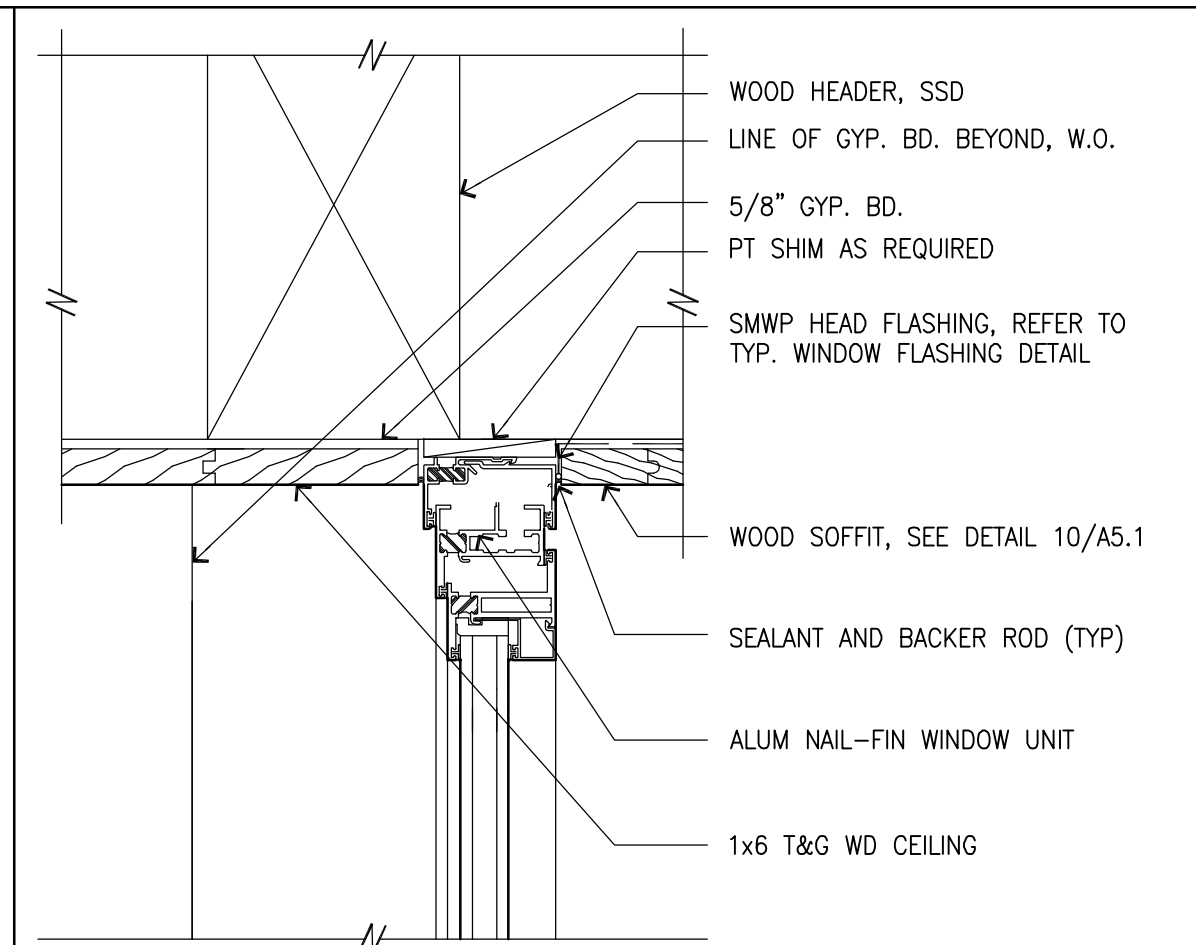 WOOD HEADER, SSD
LINE OF GYP. BD. BEYOND, W.O.
5/8" GYP. BD.
PT SHIM AS REQUIRED
SMWP HEAD FLASHING, REFER TO
TYP. WINDOW FLASHING DETAIL
WOOD SOFFIT, SEE DETAIL 10/A5.1
SEALANT AND BACKER ROD (TYP)
ALUM NAIL-FIN WINDOW UNIT
1x6 T&G WD CEILING